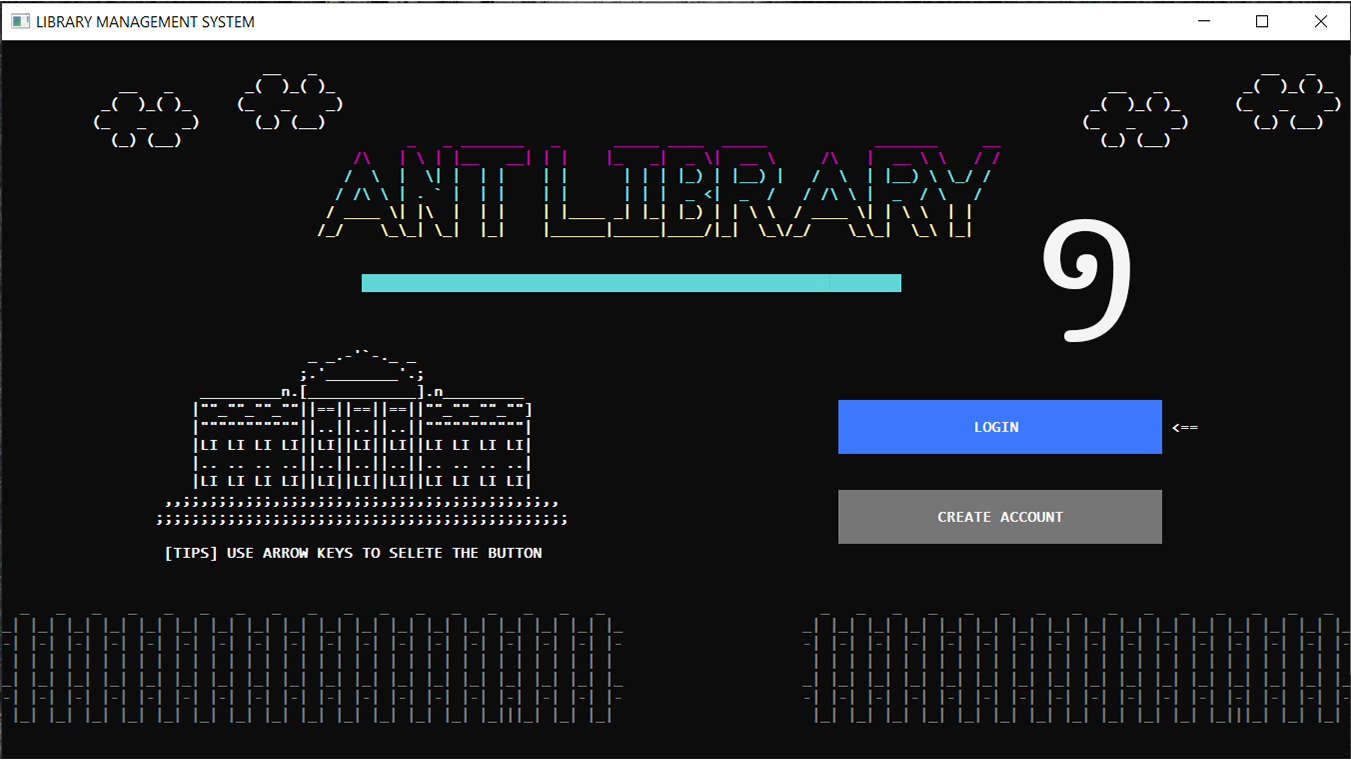 LIBRARY MANAGEMENT SYSTEM
ANT LIBRARY
LOGIN <==
CREATE ACCOUNT
[TIPS] USE ARROW KEYS TO SELETE THE BUTTON